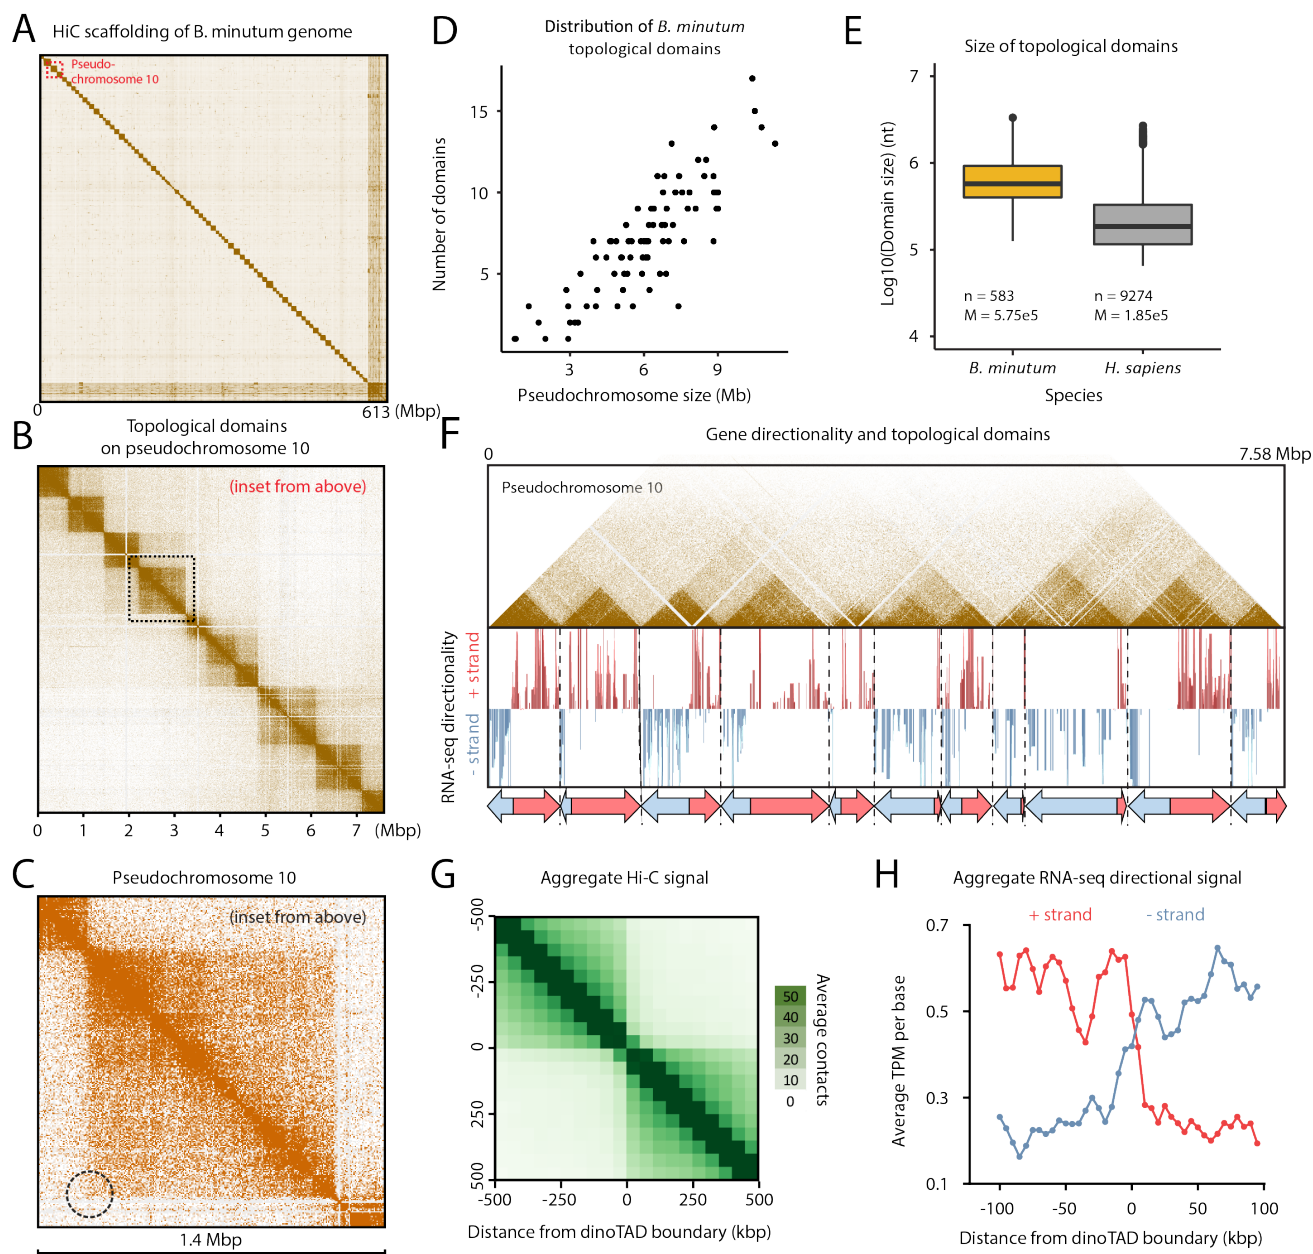 A
HiC scaffolding of B. minutum genome
Pseudo-
chromosome 10
0
613 (Mbp)
B
Topological domains
on pseudochromosome 10
(inset from above)
0 1 2 3 4 5 6 7 (Mbp)
C
Pseudochromosome 10
(inset from above)
1.4 Mbp
D
Distribution of B. minutum
topological domains
Number of domains
15
10
5
3 6 9
Pseudochromosome size (Mb)
E
Size of topological domains
Log10(Domain size) (nt)
7
6
5
4
n = 583
M = 5.75e5
n = 9274
M = 1.85e5
B. minutum H. sapiens
Species
F
Gene directionality and topological domains
0
7.58 Mbp
Pseudochromosome 10
RNA-seq directionality
- strand + strand
G
Aggregate Hi-C signal
-500
-250
0
250
500
-500 -250 0 250 500
Distance from dinoTAD boundary (kbp)
50
40
30
20
10
0
Average contacts
H
Aggregate RNA-seq directional signal
+ strand - strand
Average TPM per base
0.7
0.5
0.3
0.1
-100 -50 0 50 100
Distance from dinoTAD boundary (kbp)